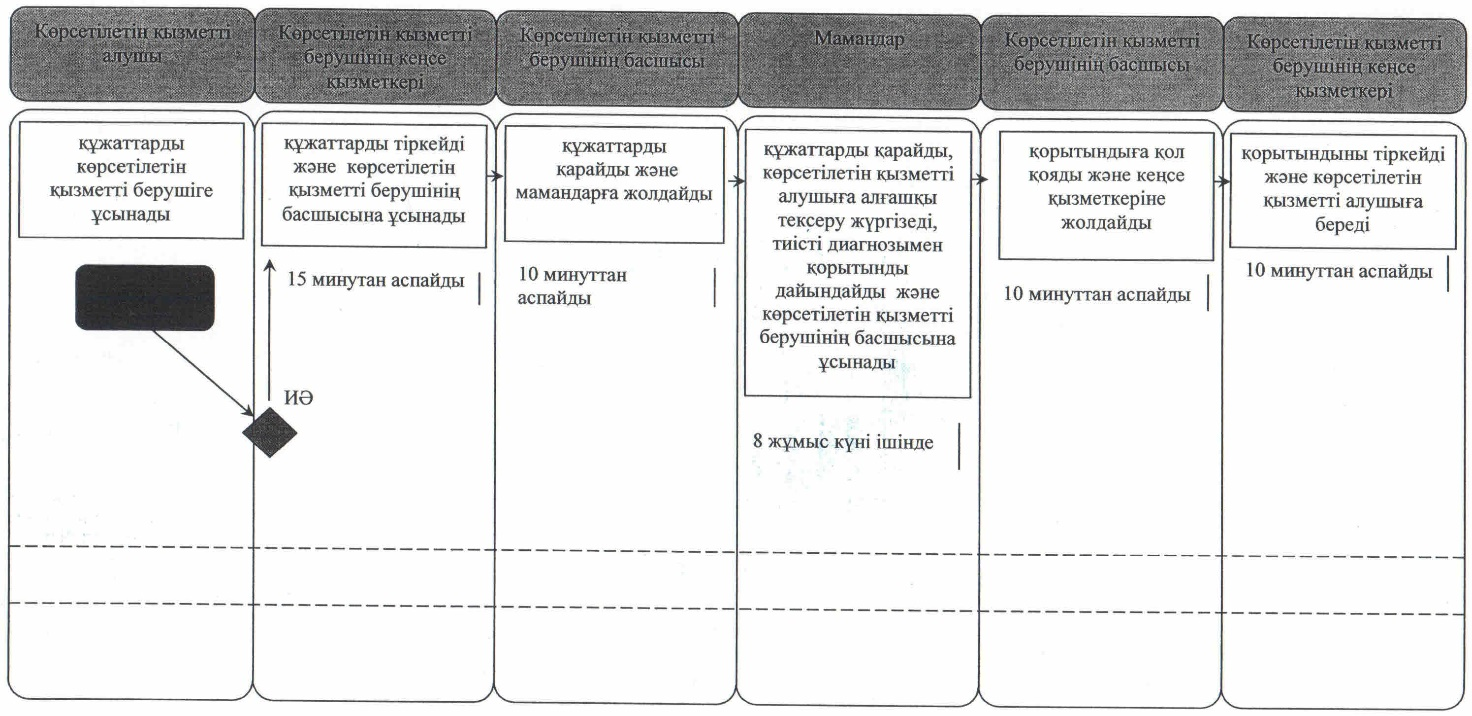 Көрсетілетін қызметті
алушы
Көрсетілетін қызметті
берушінің кеңсе
қызметкері
Көрсетілетін қызметті
берушінің басшысы
Мамандар
Көрсетілетін қызметті
берушінің басшысы
Көрсетілетін қызметті
берушінің кеңсе
қызметкері
құжаттарды
көрсетілетін
қызметті берушіге
ұсынады
құжаттарды тіркейді
және көрсетілетін
қызметті берушінің
басшысына ұсынады
15 минутан аспайды
ИӘ
құжаттарды
қарайды және
мамандарға жолдайды
10 минуттан
аспайды
құжаттарды қарайды,
көрсетілетін қызметті
алушыға алғашқы
тексеру жүргізеді,
тиісті диагнозымен
қорытынды
дайындайды және
көрсетілетін қызметті
берушінің басшысына
ұсынады
8 жұмыс күні ішінде
қорытындыға қол
қояды және кеңсе
қызметкеріне
жолдайды
10 минуттан аспайды
қорытындыны тіркейді
және көрсетілетін
қызметті алушыға
береді
10 минуттан аспайды